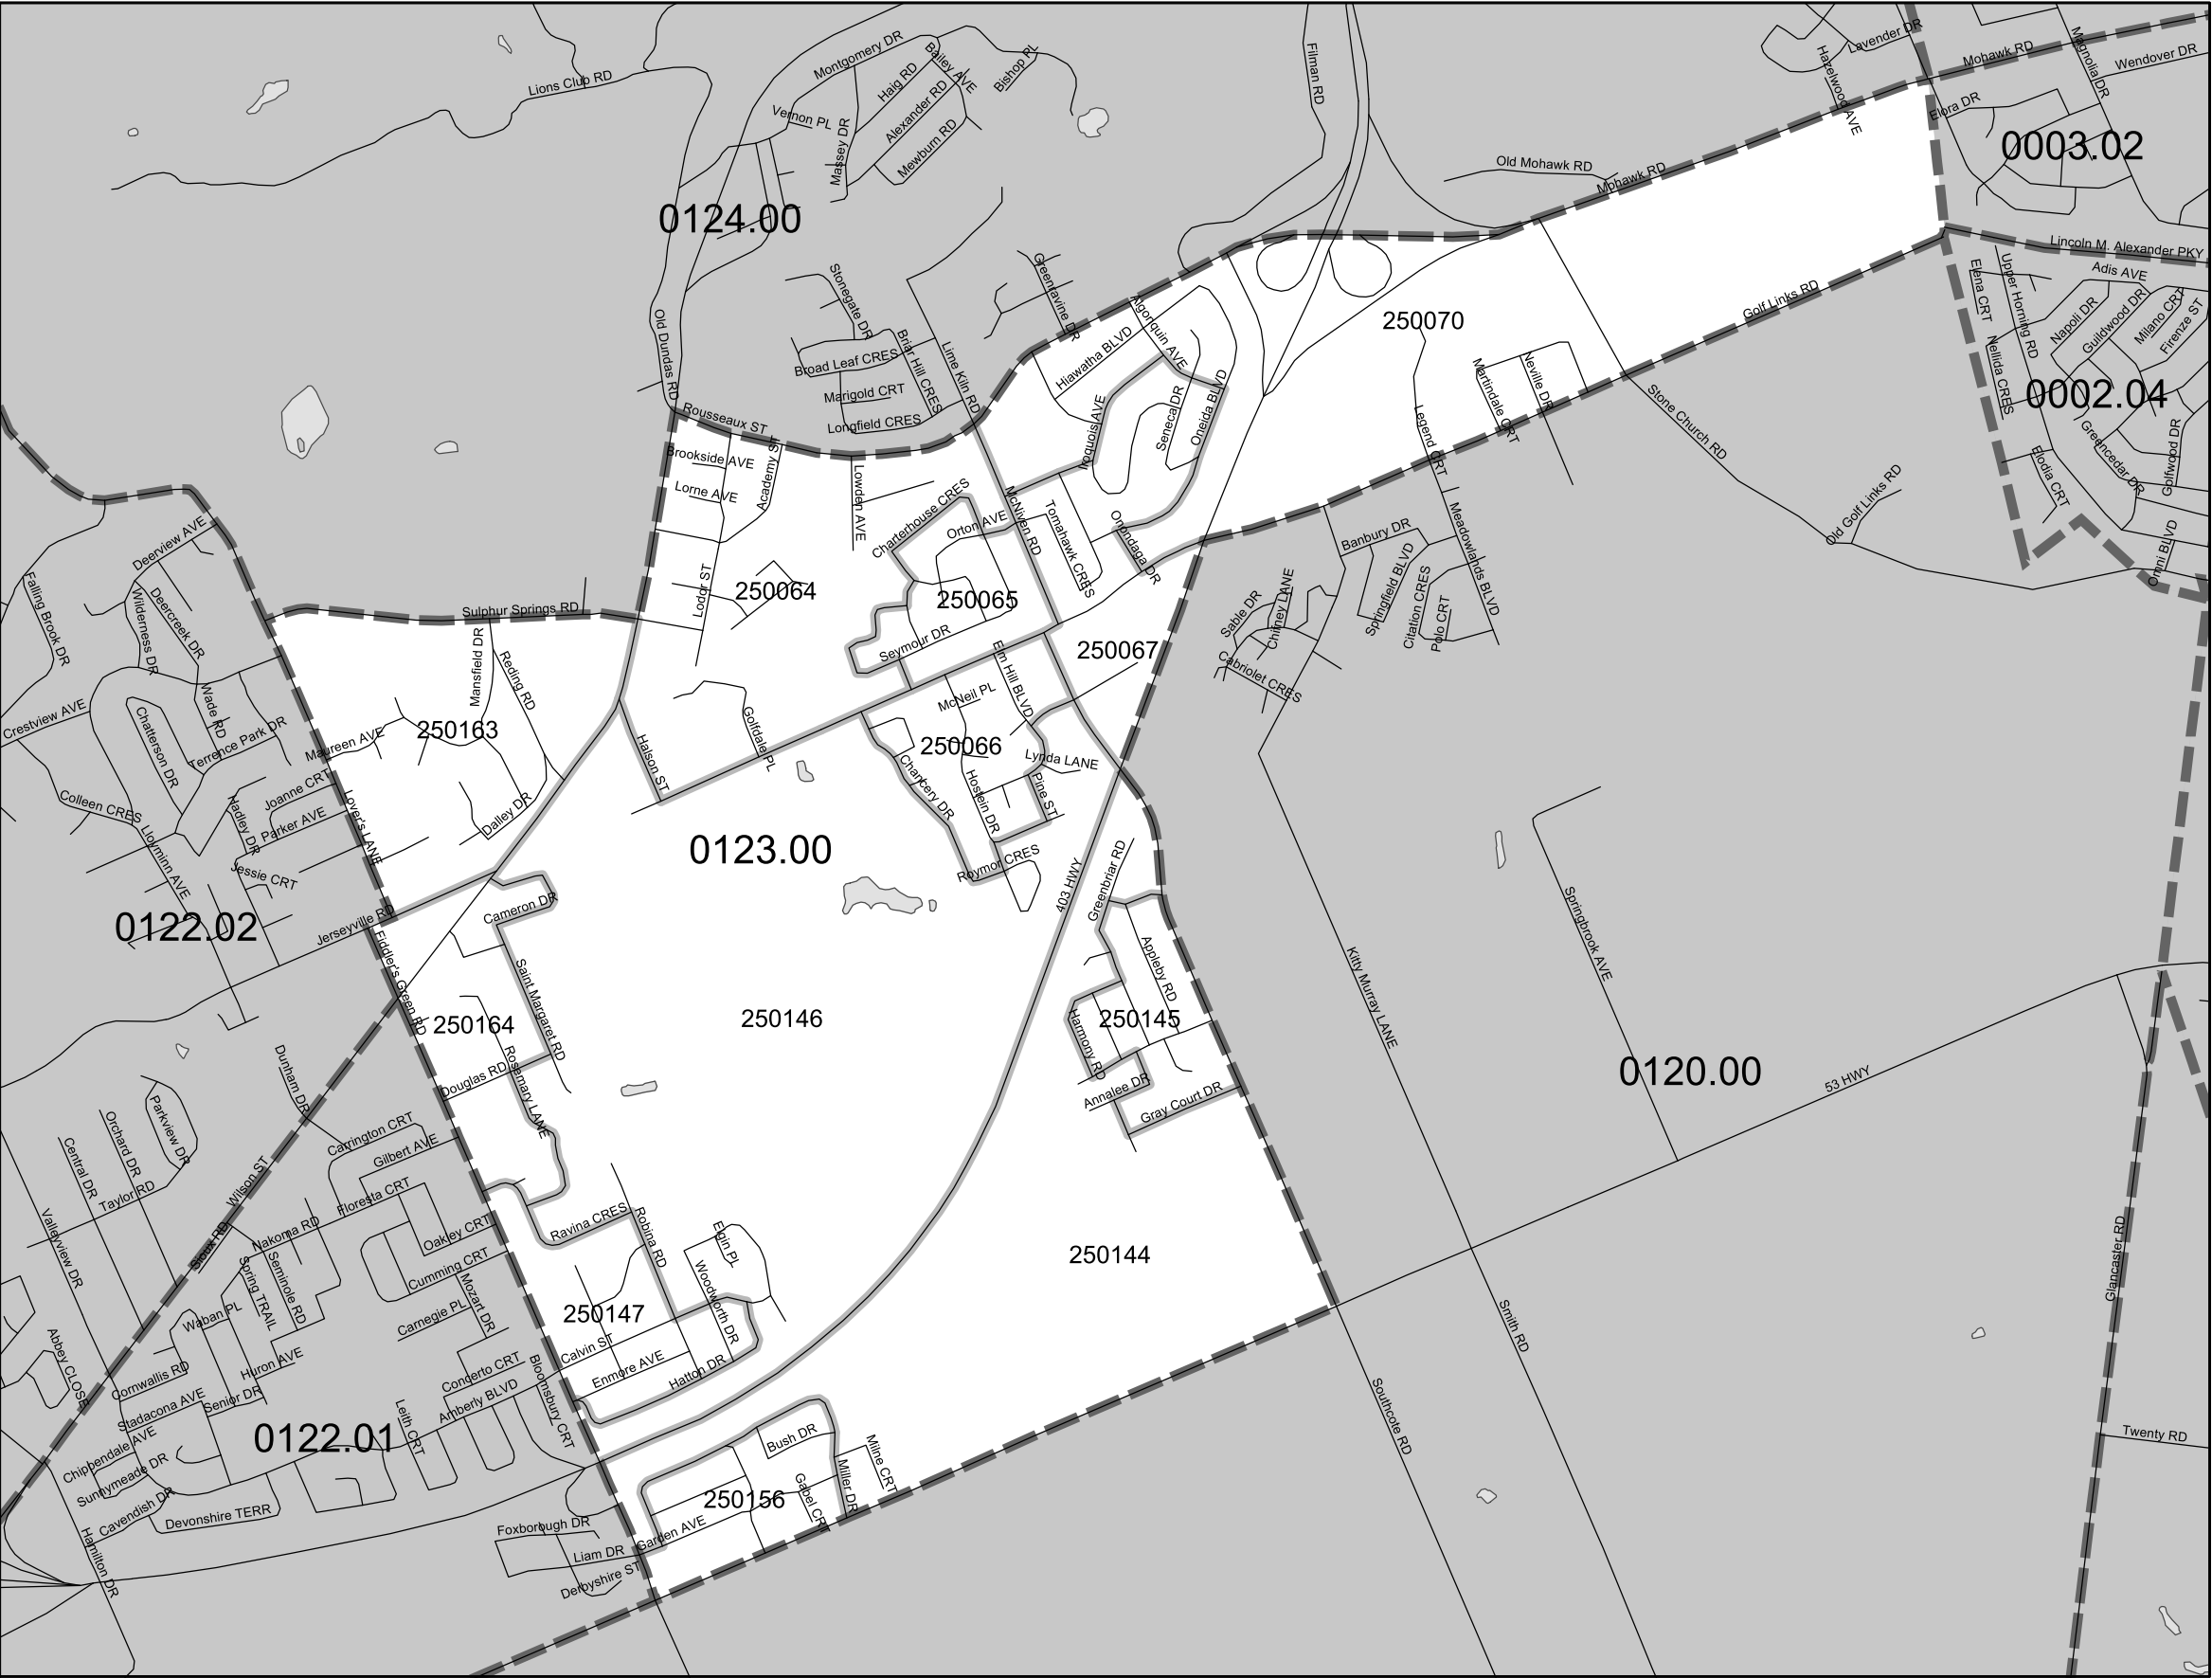 Lions Club RD
Montgomery DR
Bailey AVE
Bishop PL
Haig RD
Alexander RD
Vernon PL
Massey DR
Mewburn RD
Filman RD
Lavender DR
Hazelwood AVE
Mohawk RD
Magnolia DR
Wendover DR
Elora DR
0003.02
Old Mohawk RD
Mohawk RD
0124.00
Lincoln M. Alexander PKY
Adis AVE
Elena CRT
Upper Horning RD
Napoli DR
Guildwood DR
Milano CRT
Firenze ST
Nellida CRES
0002.04
Greencedar DR
Golfwood DR
Elodia CRT
Omni BLVD
Golf Links RD
Stonegate DR
Greenravine DR
Old Dundas RD
Broad Leaf CRES
Briar Hill CRES
Lime Kiln RD
Marigold CRT
Longfield CRES
Rousseaux ST
Algonquin AVE
Hiawatha BLVD
250070
Iroquois AVE
Seneca DR
Oneida BLVD
Martindale CRT
Neville DR
Legend CRT
Stone Church RD
Old Golf Links RD
Brookside AVE
Academy ST
Lorne AVE
Lowden AVE
Charterhouse CRES
Orton AVE
McNiven RD
Tomahawk CRES
Onondaga DR
Banbury DR
Meadowlands BLVD
Springfield BLVD
Citation CRES
Polo CRT
Sable DR
Chifney LANE
Cabriolet CRES
Deerview AVE
Falling Brook DR
Wilderness DR
Deercreek DR
Sulphur Springs RD
Lodor ST
250064
250065
Seymour DR
250067
Elm Hill BLVD
McNeil PL
Mansfield DR
Reding RD
Wade RD
Crestview AVE
Chatterson DR
Terrence Park DR
Maureen AVE
250163
Halson ST
Golfdale PL
250066
Lynda LANE
Chancery DR
Hostein DR
Pine ST
Colleen CRES
Joanne CRT
Hadley DR
Parker AVE
Lover's LANE
Dalley DR
Lloyminn AVE
Jessie CRT
0123.00
Roymor CRES
403 HWY
Greenbriar RD
0122.02
Jerseyville RD
Cameron DR
Fiddler's Green RD
Saint Margaret RD
Appleby RD
Springbrook AVE
Kitty Murray LANE
250164
250146
250145
Harmony RD
0120.00
53 HWY
Douglas RD
Rosemary LANE
Annalee DR
Gray Court DR
Dunham DR
Parkview DR
Orchard DR
Central DR
Taylor RD
Carrington CRT
Gilbert AVE
Wilson ST
Floresta CRT
Valleyview DR
Sioux RD
Nakoma RD
Oakley CRT
Ravina CRES
Robina RD
Elgin PL
250144
Glancaster RD
Spring TRAIL
Seminole RD
Cumming CRT
Mozart DR
Woodworth DR
Waban PL
Carnegie PL
250147
Smith RD
Abbey CLOSE
Cornwallis RD
Huron AVE
Calvin ST
Enmore AVE
Hatton DR
Concerto CRT
Bloomsbury CRT
Amberly BLVD
Southcote RD
Stadacona AVE
Senior DR
Leith CRT
0122.01
Chippendale AVE
Sunnymeade DR
Bush DR
Milne CRT
Miller DR
Twenty RD
Gabel CRT
250156
Cavendish DR
Devonshire TERR
Foxborough DR
Garden AVE
Liam DR
Derbyshire ST
Hamilton DR